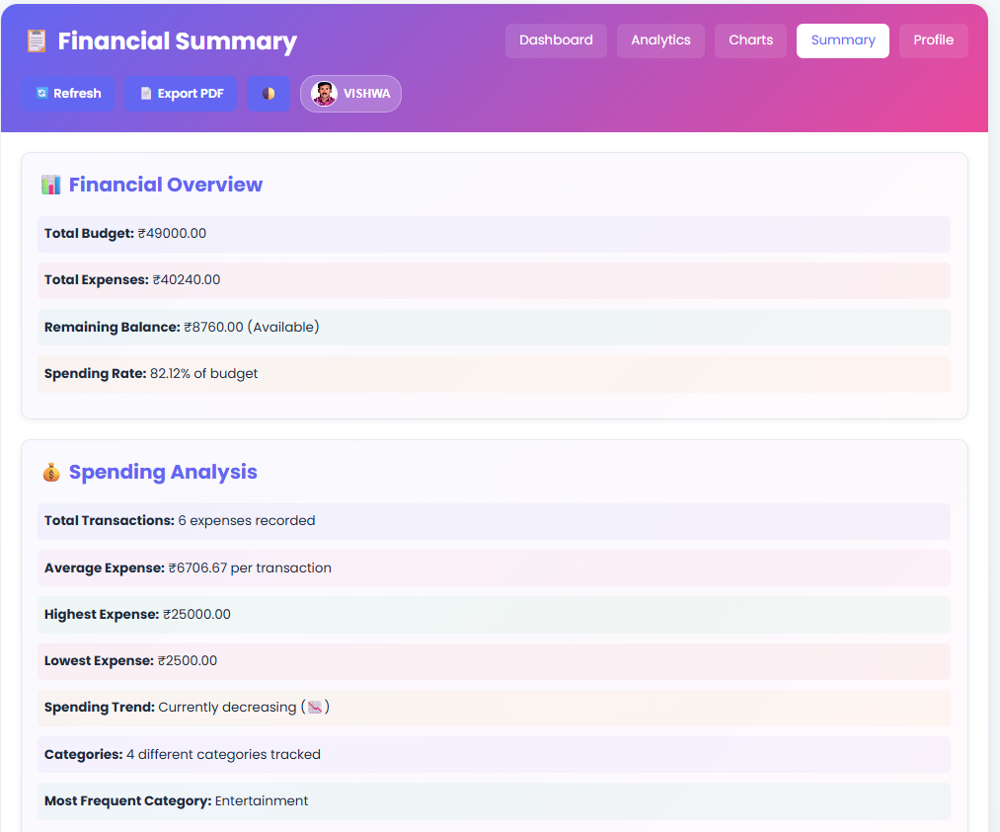 Financial Summary
Dashboard
Analytics
Charts
Summary
Profile
Refresh
Export PDF
VISHWA
Financial Overview
Total Budget: ₹49000.00
Total Expenses: ₹40240.00
Remaining Balance: ₹8760.00 (Available)
Spending Rate: 82.12% of budget
Spending Analysis
Total Transactions: 6 expenses recorded
Average Expense: ₹6706.67 per transaction
Highest Expense: ₹25000.00
Lowest Expense: ₹2500.00
Spending Trend: Currently decreasing (📉)
Categories: 4 different categories tracked
Most Frequent Category: Entertainment